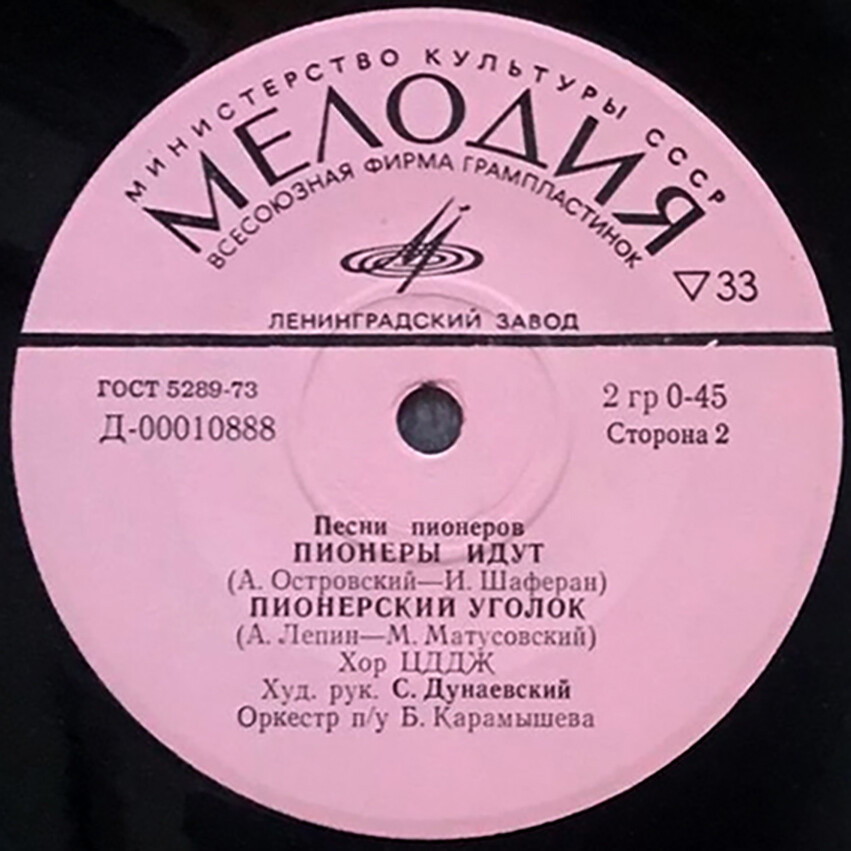 МИНИСТЕРСТВО КУЛЬТУРЫ СССР
МЕЛОДИЯ
ВСЕСОЮЗНАЯ ФИРМА ГРАМПЛАСТИНОК
▽33
ЛЕНИНГРАДСКИЙ ЗАВОД
ГОСТ 5289-73
2 гр 0-45
Д-00010888
Сторона 2
Песни пионеров
ПИОНЕРЫ ИДУТ
(А. Островский—И. Шаферан)
ПИОНЕРСКИЙ УГОЛОК
(А. Лепин—М. Матусовский)
Хор ЦДДЖ
Худ. рук. С. Дунаевский
Оркестр п/у Б. Карамышева